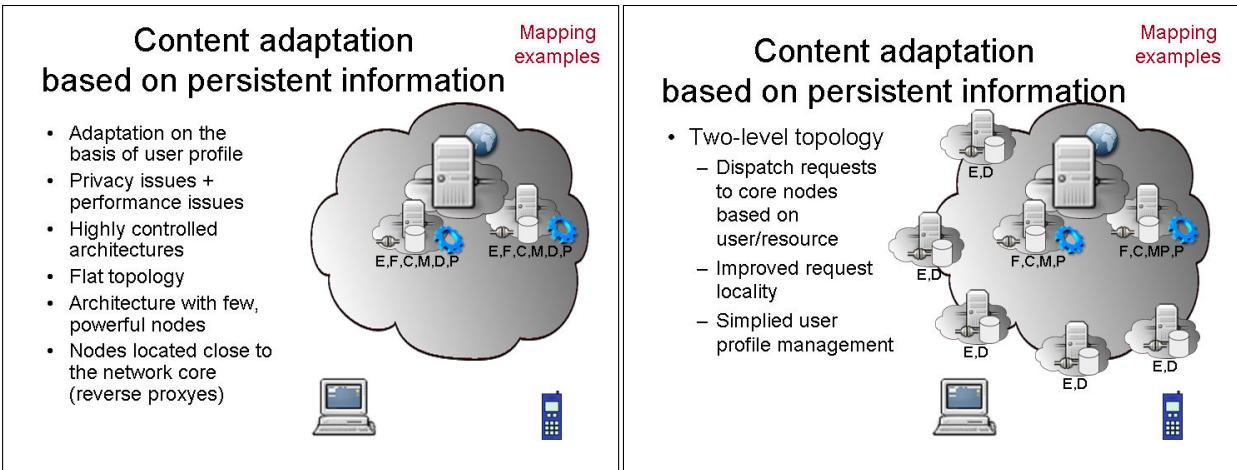 Content adaptation
based on persistent information
Mapping
examples
• Adaptation on the
basis of user profile
• Privacy issues +
performance issues
• Highly controlled
architectures
• Flat topology
• Architecture with few,
powerful nodes
• Nodes located close to
the network core
(reverse proxyes)
E,F,C,M,D,P
E,F,C,M,D,P
Content adaptation
based on persistent information
Mapping
examples
• Two-level topology
– Dispatch requests
to core nodes
based on
user/resource
– Improved request
locality
– Simplied user
profile management
E,D
E,D
F,C,M,P
F,C,MP,P
E,D
E,D
E,D